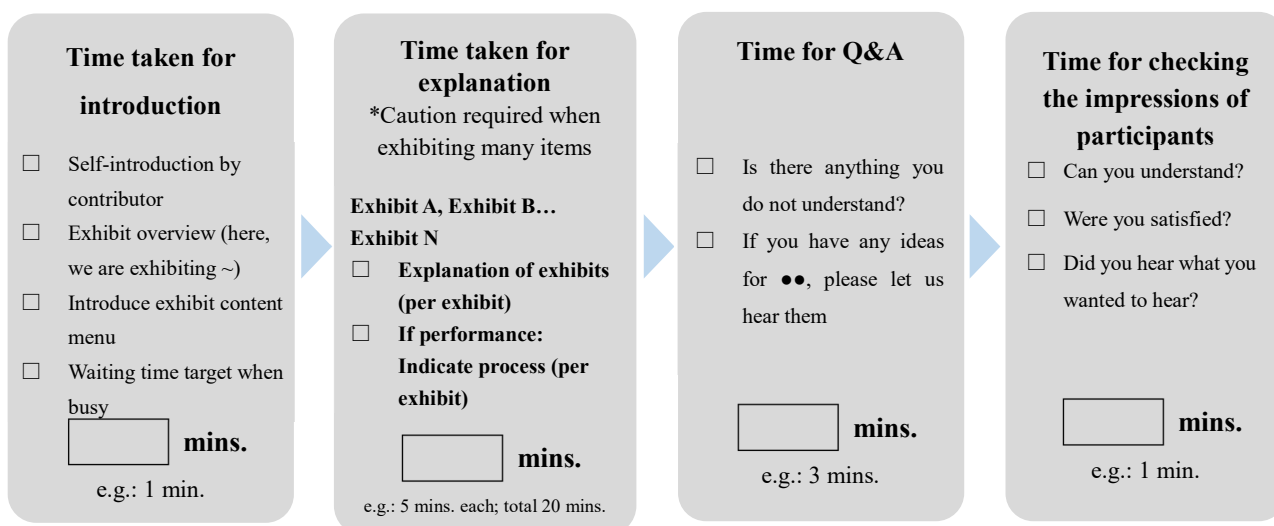 Time taken for
introduction
☐ Self-introduction by
contributor
☐ Exhibit overview (here,
we are exhibiting ~)
☐ Introduce exhibit content
menu
☐ Waiting time target when
busy
mins.
e.g.: 1 min.
Time taken for
explanation
*Caution required when
exhibiting many items
Exhibit A, Exhibit B…
Exhibit N
☐ Explanation of exhibits
(per exhibit)
☐ If performance:
Indicate process (per
exhibit)
mins.
e.g.: 5 mins. each; total 20 mins.
Time for Q&A
☐ Is there anything you
do not understand?
☐ If you have any ideas
for ●●, please let us
hear them
mins.
e.g.: 3 mins.
Time for checking
the impressions of
participants
☐ Can you understand?
☐ Were you satisfied?
☐ Did you hear what you
wanted to hear?
mins.
e.g.: 1 min.